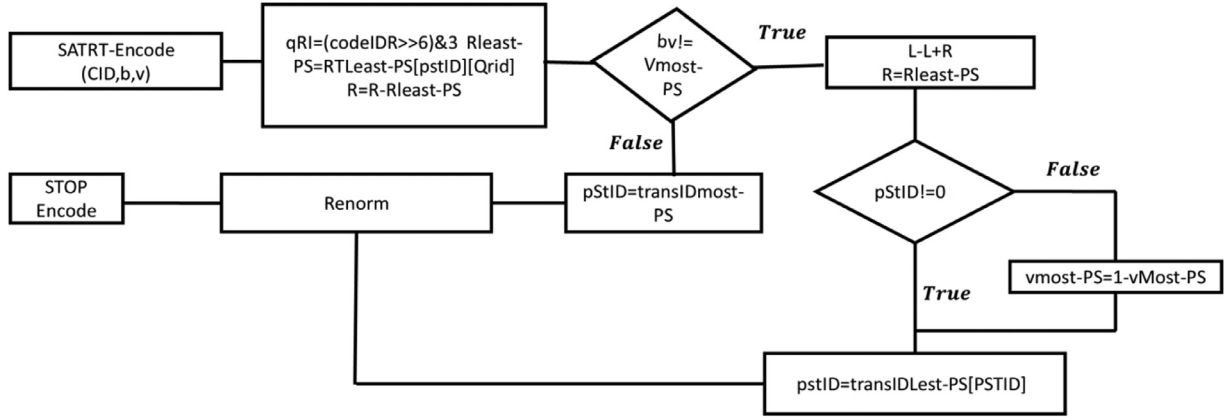 SATRT-Encode
(CID,b,v)
qRI=(codeIDR>>6)&3 Rleast-
PS=RTLeast-PS[pstID][Qrid]
R=R-Rleast-PS
bv!=
Vmost-
PS
True
L-L+R
R=Rleast-PS
False
pStID!=0
False
STOP
Encode
Renorm
pStID=transIDmost-
PS
vmost-PS=1-vMost-PS
True
pstID=transIDLest-PS[PSTID]